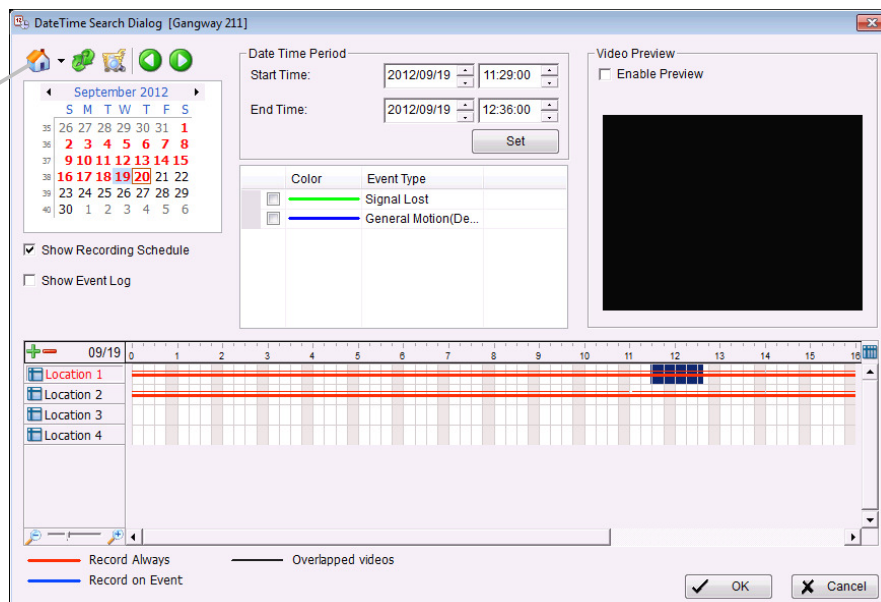 DateTime Search Dialog [Gangway 211]
Date Time Period
Start Time: 2012/09/19 11:29:00
End Time: 2012/09/19 12:36:00
Set
Video Preview
Enable Preview
September 2012
S M T W T F S
35 26 27 28 29 30 31 1
36 2 3 4 5 6 7 8
37 9 10 11 12 13 14 15
38 16 17 18 19 20 21 22
39 23 24 25 26 27 28 29
40 30 1 2 3 4 5 6
Show Recording Schedule
Show Event Log
Color Event Type
Signal Lost
General Motion(De...
09/19 0 1 2 3 4 5 6 7 8 9 10 11 12 13 14 15 16
Location 1
Location 2
Location 3
Location 4
Record Always
Overlapped videos
Record on Event
OK
Cancel